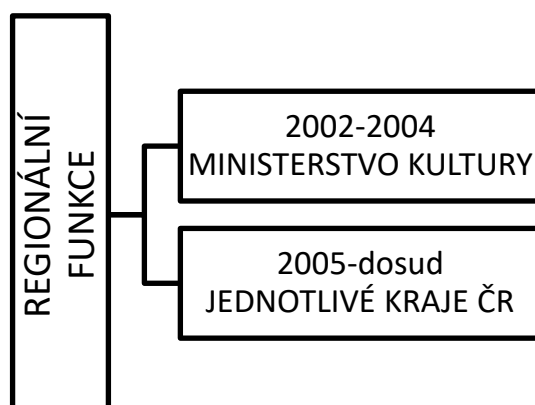 REGIONÁLNÍ
FUNKCE
2002-2004
MINISTERSTVO KULTURY
2005-dosud
JEDNOTLIVÉ KRAJE ČR